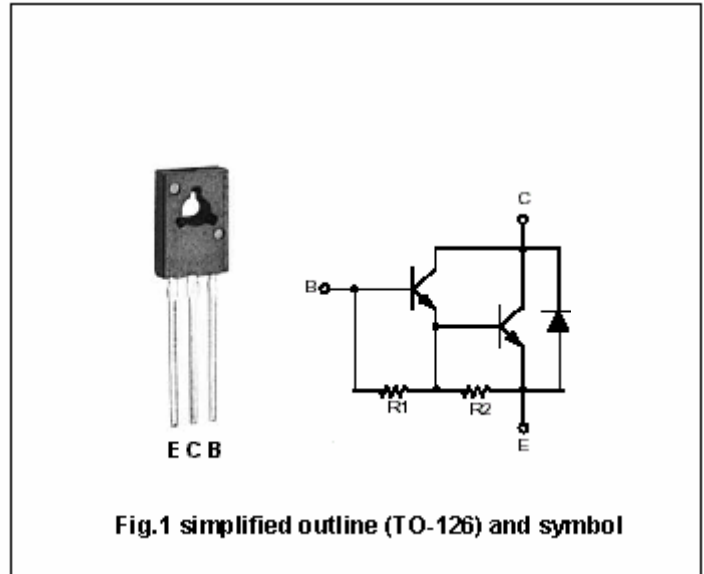 C
B
R1
R2
E
E C B
Fig.1 simplified outline (TO-126) and symbol